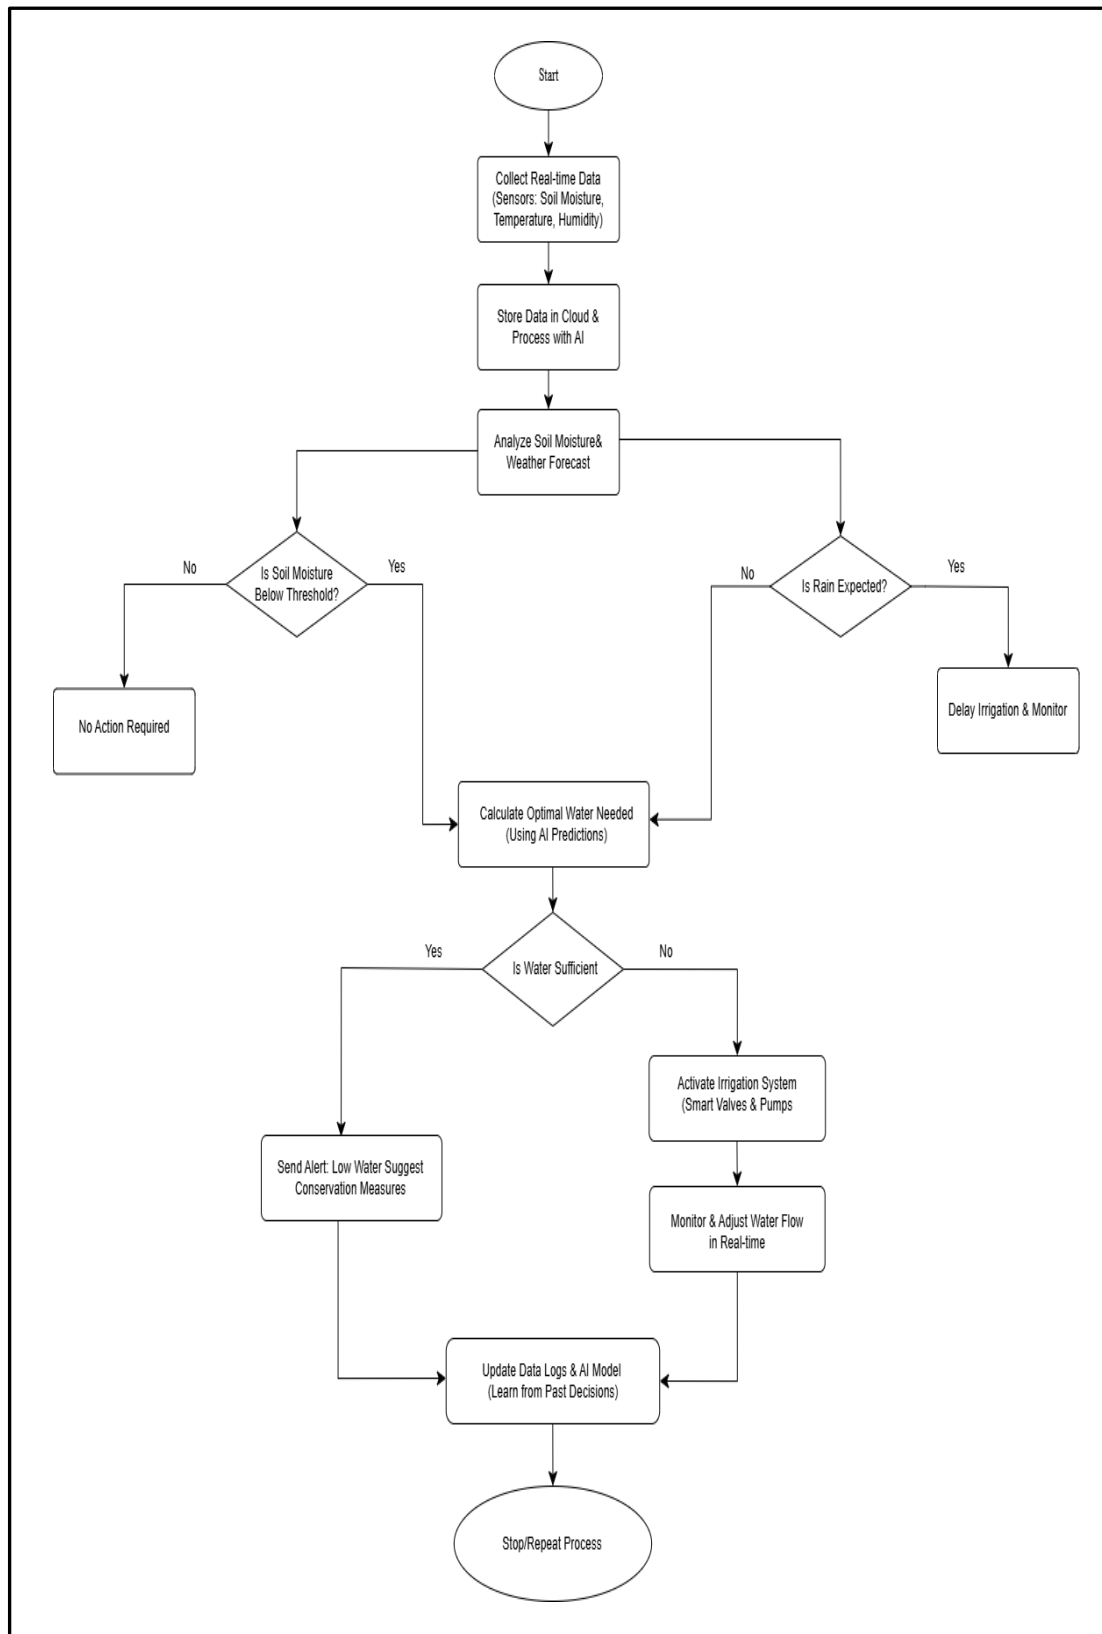 Start
Collect Real-time Data
(Sensors: Soil Moisture,
Temperature, Humidity)
Store Data in Cloud &
Process with AI
Analyze Soil Moisture&
Weather Forecast
No
Is Soil Moisture
Below Threshold?
Yes
No
Is Rain Expected?
Yes
No Action Required
Delay Irrigation & Monitor
Calculate Optimal Water Needed
(Using AI Predictions)
Yes
Is Water Sufficient
No
Activate Irrigation System
(Smart Valves & Pumps
Send Alert: Low Water Suggest
Conservation Measures
Monitor & Adjust Water Flow
in Real-time
Update Data Logs & AI Model
(Learn from Past Decisions)
Stop/Repeat Process